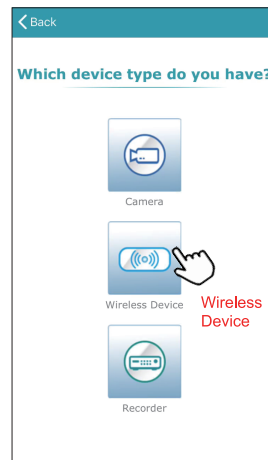 Back
Which device type do you have?
Camera
Wireless Device
Wireless
Device
Recorder